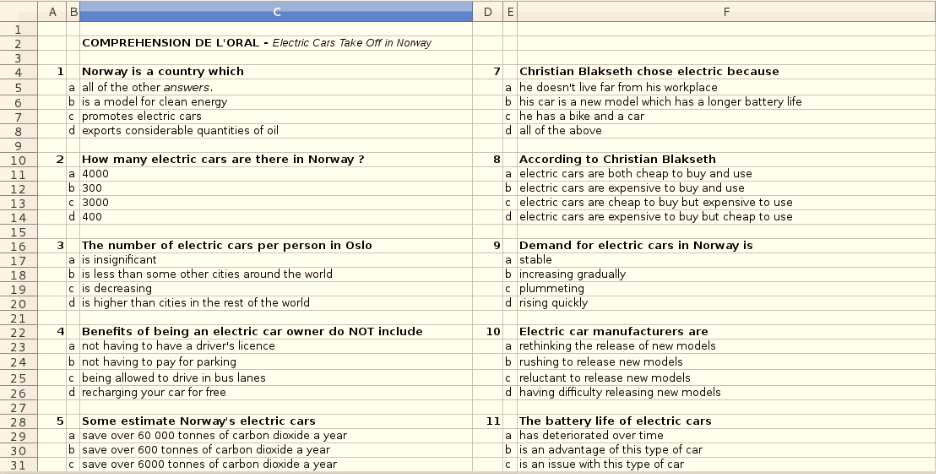 A B C D E F
1
2 COMPREHENSION DE L'ORAL - Electric Cars Take Off in Norway
3
4 1 Norway is a country which 7 Christian Blakseth chose electric because
5 a all of the other answers. a he doesn't live far from his workplace
6 b is a model for clean energy b his car is a new model which has a longer battery life
7 c promotes electric cars c he has a bike and a car
8 d exports considerable quantities of oil d all of the above
9
10 2 How many electric cars are there in Norway ? 8 According to Christian Blakseth
11 a 4000 a electric cars are both cheap to buy and use
12 b 300 b electric cars are expensive to buy and use
13 c 3000 c electric cars are cheap to buy but expensive to use
14 d 400 d electric cars are expensive to buy but cheap to use
15
16 3 The number of electric cars per person in Oslo 9 Demand for electric cars in Norway is
17 a is insignificant a stable
18 b is less than some other cities around the world b increasing gradually
19 c is decreasing c plummeting
20 d is higher than cities in the rest of the world d rising quickly
21
22 4 Benefits of being an electric car owner do NOT include 10 Electric car manufacturers are
23 a not having to have a driver's licence a rethinking the release of new models
24 b not having to pay for parking b rushing to release new models
25 c being allowed to drive in bus lanes c reluctant to release new models
26 d recharging your car for free d having difficulty releasing new models
27
28 5 Some estimate Norway's electric cars 11 The battery life of electric cars
29 a save over 60 000 tonnes of carbon dioxide a year a has deteriorated over time
30 b save over 600 tonnes of carbon dioxide a year b is an advantage of this type of car
31 c save over 6000 tonnes of carbon dioxide a year c is an issue with this type of car